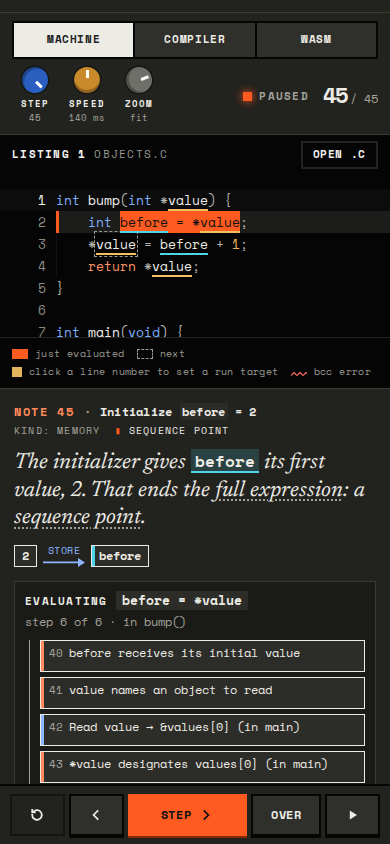 MACHINE COMPILER WASM
STEP SPEED ZOOM
45 140 ms fit
PAUSED 45 / 45
LISTING 1 OBJECTS.C OPEN .C
1 int bump(int *value) {
2 int before = *value;
3 *value = before + 1;
4 return *value;
5 }
6
7 int main(void) {
just evaluated next
click a line number to set a run target bcc error
NOTE 45 · Initialize before = 2
KIND: MEMORY SEQUENCE POINT
The initializer gives before its first
value, 2. That ends the full expression: a
sequence point.
2 STORE before
EVALUATING before = *value
step 6 of 6 · in bump()
40 before receives its initial value
41 value names an object to read
42 Read value → &values[0] (in main)
43 *value designates values[0] (in main)
STEP OVER